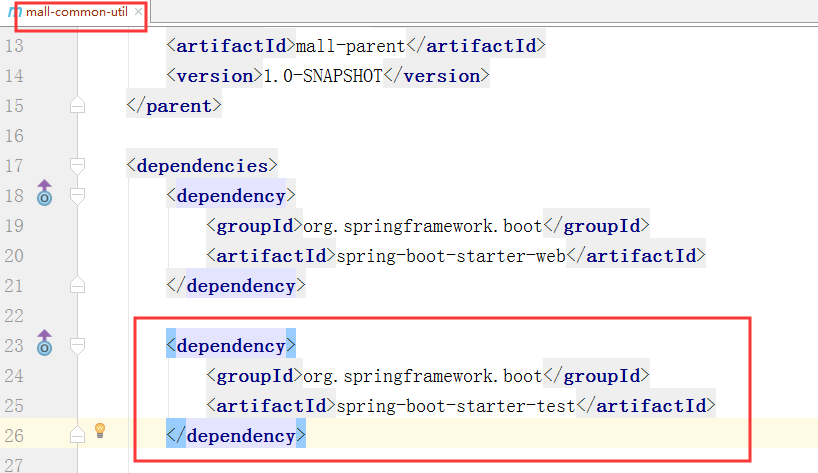 m mall-common-util ×
13 <artifactId>mall-parent</artifactId>
14 <version>1.0-SNAPSHOT</version>
15 </parent>
16
17 <dependencies>
18 <dependency>
19 <groupId>org.springframework.boot</groupId>
20 <artifactId>spring-boot-starter-web</artifactId>
21 </dependency>
22
23 <dependency>
24 <groupId>org.springframework.boot</groupId>
25 <artifactId>spring-boot-starter-test</artifactId>
26 </dependency>
27